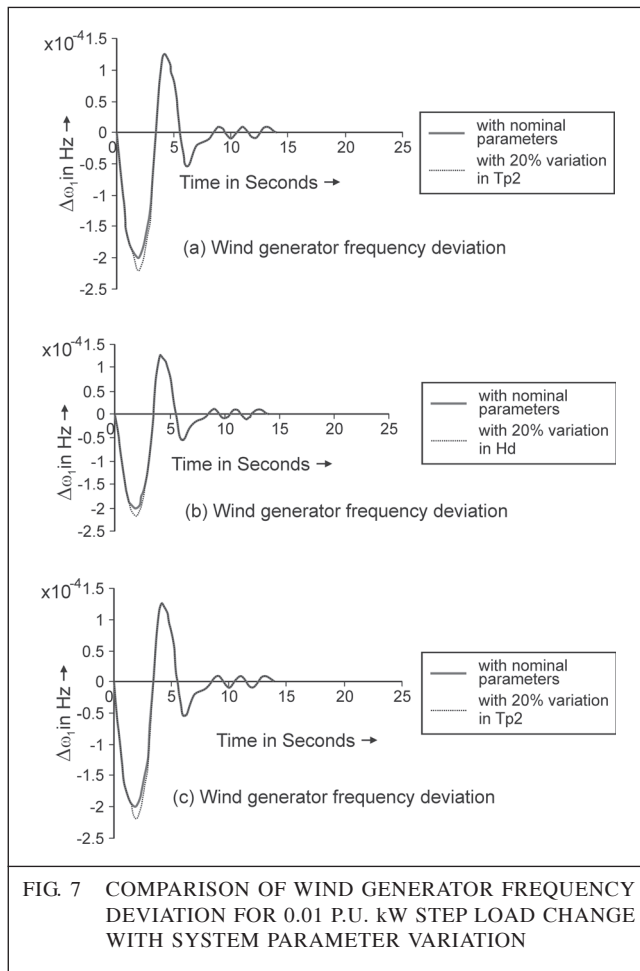 x10-4
1.5
1
0.5
0
-0.5
-1
-1.5
-2
-2.5
0 5 10 15 20 25
Δω1 in Hz →
Time in Seconds →
with nominal
parameters
with 20% variation
in Tp2
(a) Wind generator frequency deviation
x10-4
1.5
1
0.5
0
-0.5
-1
-1.5
-2
-2.5
0 5 10 15 20 25
Δω1 in Hz →
Time in Seconds →
with nominal
parameters
with 20% variation
in Hd
(b) Wind generator frequency deviation
x10-4
1.5
1
0.5
0
-0.5
-1
-1.5
-2
-2.5
0 5 10 15 20 25
Δω1 in Hz →
Time in Seconds →
with nominal
parameters
with 20% variation
in Tp2
(c) Wind generator frequency deviation
FIG. 7 COMPARISON OF WIND GENERATOR FREQUENCY
DEVIATION FOR 0.01 P.U. kW STEP LOAD CHANGE
WITH SYSTEM PARAMETER VARIATION